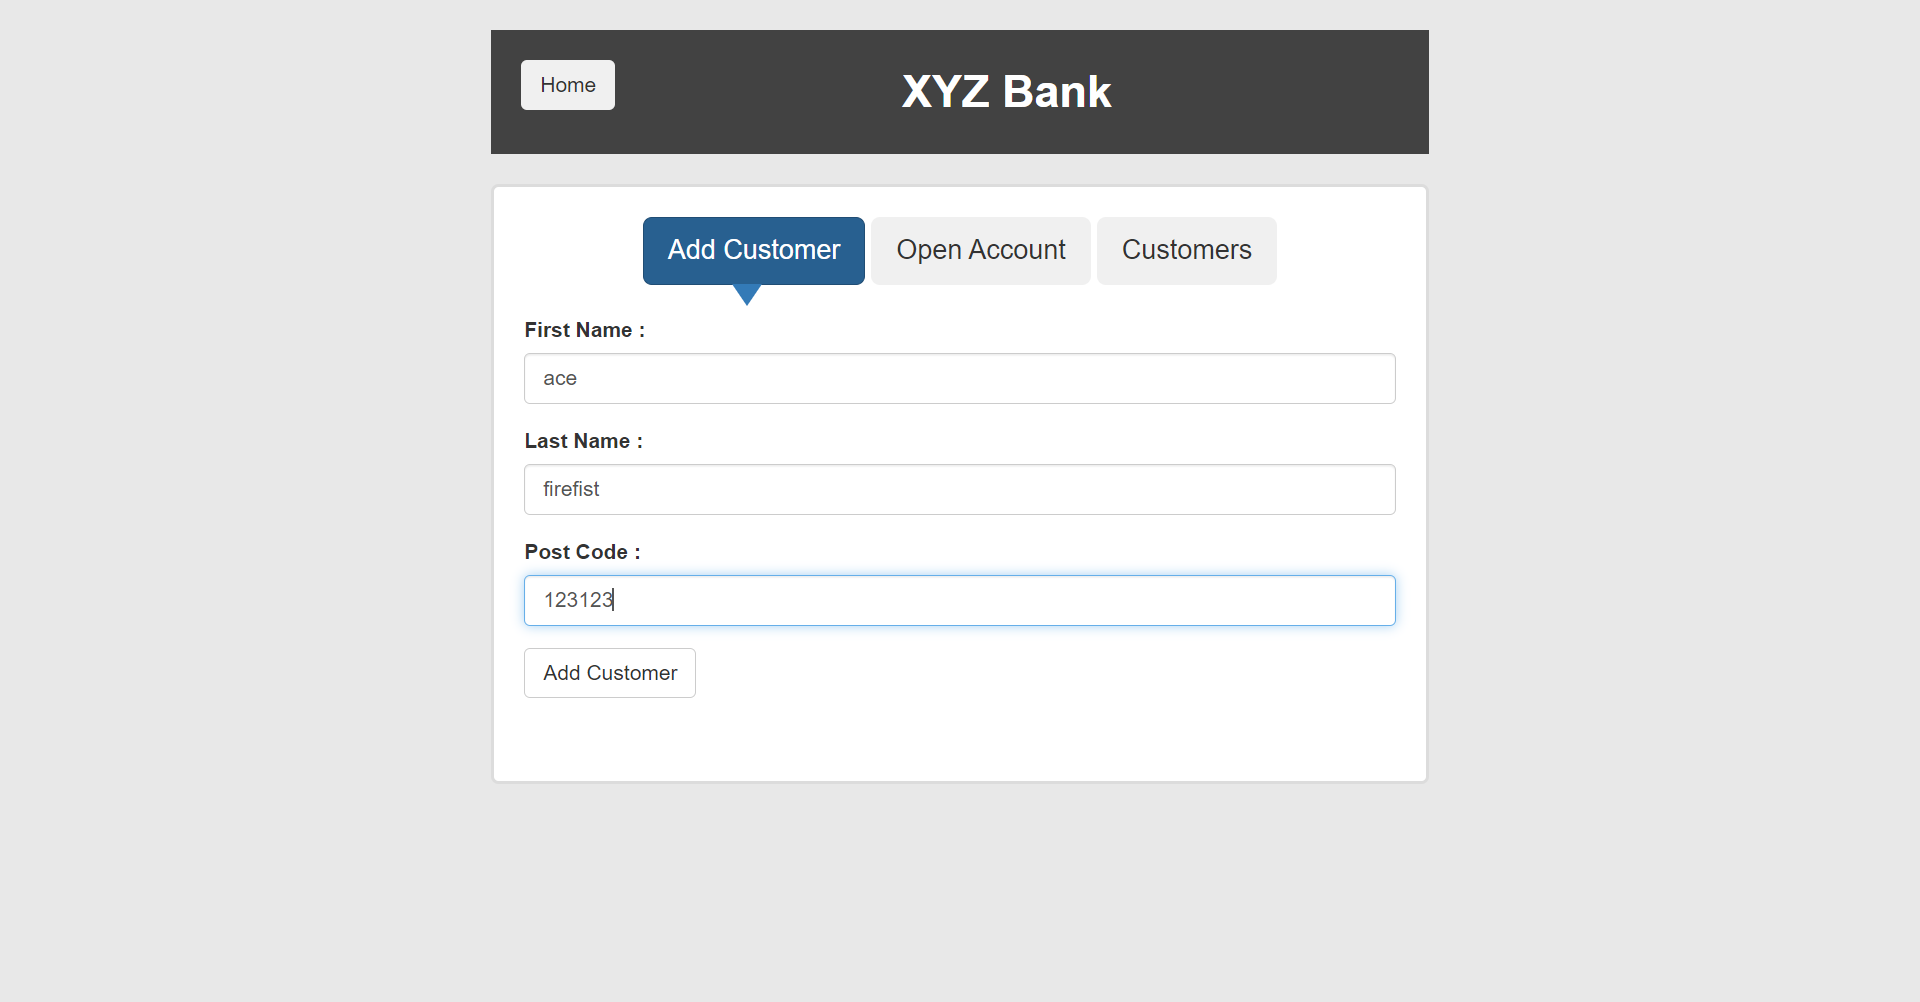 Home
XYZ Bank
Add Customer Open Account Customers
First Name :
ace
Last Name :
firefist
Post Code :
123123
Add Customer